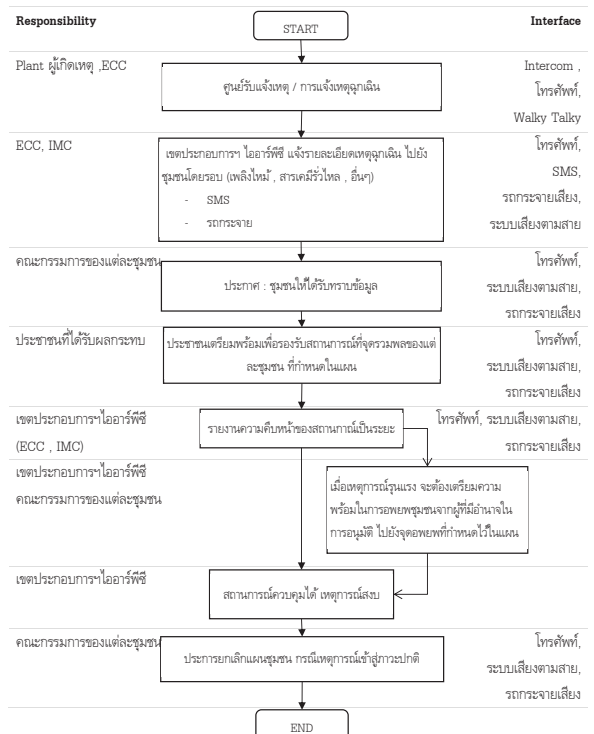 Responsibility
START
Interface
Plant ผู้เกิดเหตุ ,ECC
ศูนย์รับแจ้งเหตุ / การแจ้งเหตุฉุกเฉิน
Intercom ,
โทรศัพท์,
Walky Talky
ECC, IMC
เขตประกอบการฯ ไออาร์พีซี แจ้งรายละเอียดเหตุฉุกเฉิน ไปยัง
ชุมชนโดยรอบ (เพลิงไหม้ , สารเคมีรั่วไหล , อื่นๆ)
- SMS
- รถกระจาย
โทรศัพท์,
SMS,
รถกระจายเสียง,
ระบบเสียงตามสาย
คณะกรรมการของแต่ละชุมชน
ประกาศ : ชุมชนให้ได้รับทราบข้อมูล
โทรศัพท์,
ระบบเสียงตามสาย,
รถกระจายเสียง
ประชาชนที่ได้รับผลกระทบ
ประชาชนเตรียมพร้อมเพื่อรองรับสถานการณ์ที่จุดรวมพลของแต่
ละชุมชน ที่กำหนดในแผน
โทรศัพท์,
ระบบเสียงตามสาย,
รถกระจายเสียง
เขตประกอบการฯไออาร์พีซี
(ECC , IMC)
รายงานความคืบหน้าของสถานการณ์เป็นระยะ
โทรศัพท์, ระบบเสียงตามสาย,
รถกระจายเสียง
เขตประกอบการฯไออาร์พีซี
คณะกรรมการของแต่ละชุมชน
เมื่อเหตุการณ์รุนแรง จะต้องเตรียมความ
พร้อมในการอพยพชุมชนจากผู้ที่มีอำนาจใน
การอนุมัติ ไปยังจุดอพยพที่กำหนดไว้ในแผน
เขตประกอบการฯไออาร์พีซี
สถานการณ์ควบคุมได้ เหตุการณ์สงบ
คณะกรรมการของแต่ละชุมชน
ประการยกเลิกแผนชุมชน กรณีเหตุการณ์เข้าสู่ภาวะปกติ
โทรศัพท์,
ระบบเสียงตามสาย,
รถกระจายเสียง
END